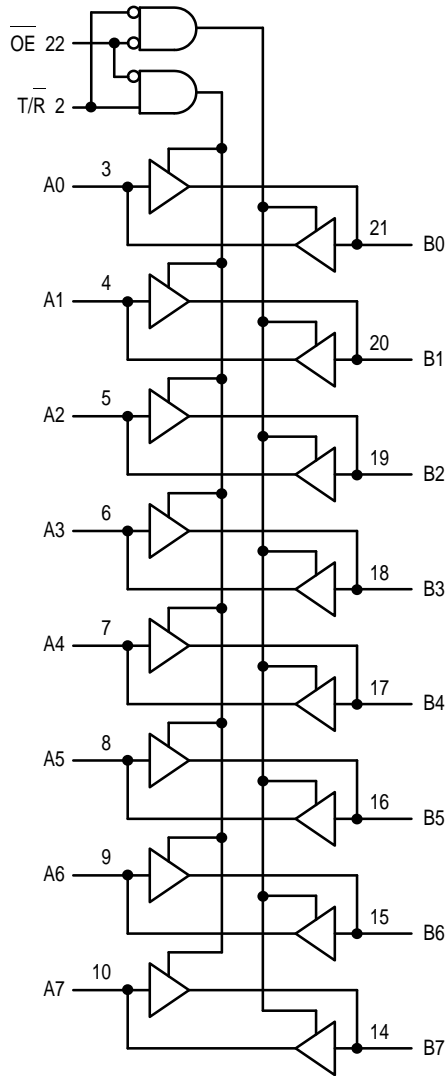 O̅E̅ 22
T/R̅ 2
A0 3
21 B0
A1 4
20 B1
A2 5
19 B2
A3 6
18 B3
A4 7
17 B4
A5 8
16 B5
A6 9
15 B6
A7 10
14 B7